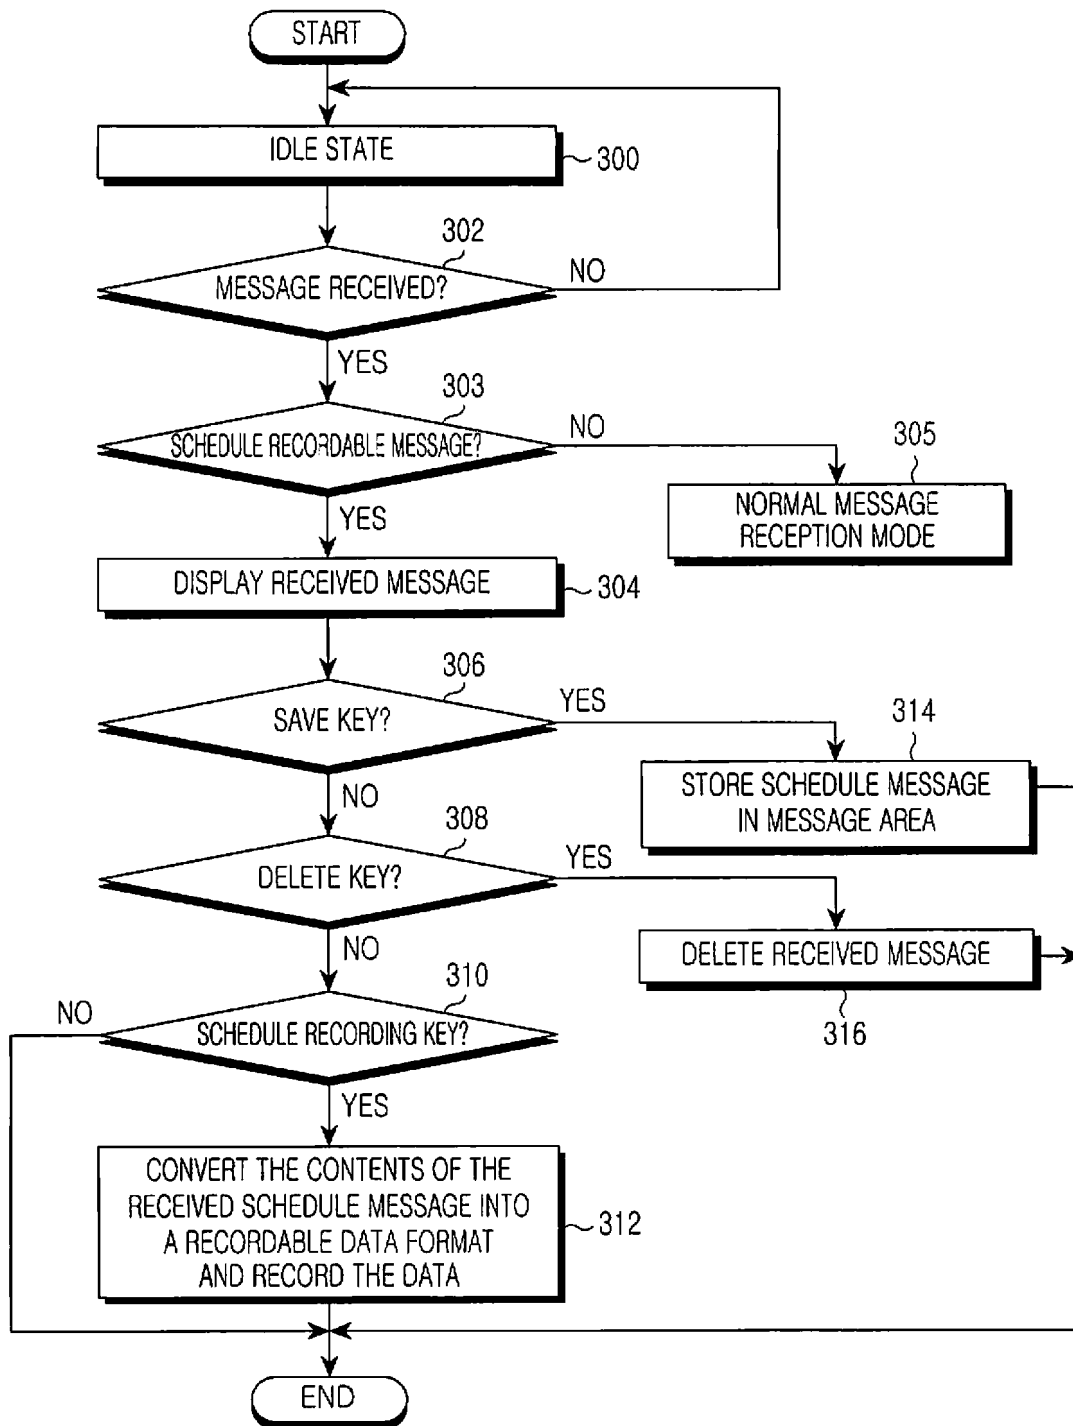 START
IDLE STATE
300
302
MESSAGE RECEIVED?
NO
YES
303
SCHEDULE RECORDABLE MESSAGE?
NO
305
NORMAL MESSAGE
RECEPTION MODE
YES
DISPLAY RECEIVED MESSAGE
304
306
SAVE KEY?
YES
314
STORE SCHEDULE MESSAGE
IN MESSAGE AREA
NO
308
DELETE KEY?
YES
DELETE RECEIVED MESSAGE
316
NO
310
NO
SCHEDULE RECORDING KEY?
YES
CONVERT THE CONTENTS OF THE
RECEIVED SCHEDULE MESSAGE INTO
A RECORDABLE DATA FORMAT
AND RECORD THE DATA
312
END